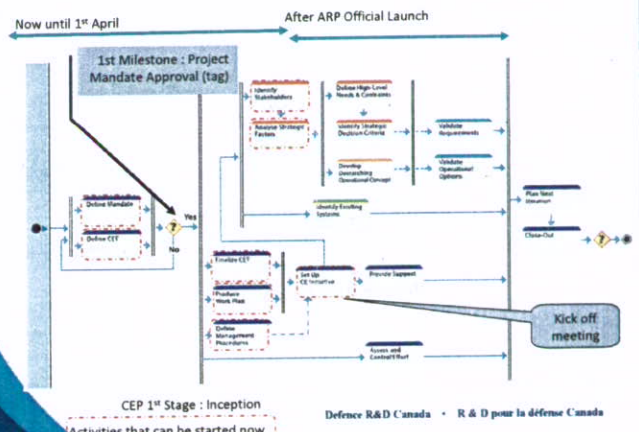 Now until 1st April
After ARP Official Launch
1st Milestone : Project
Mandate Approval (tag)
Identify
Stakeholders
Define High-Level
Needs & Contraints
Analyse Strategic
Factors
Identify Strategic
Decision Criteria
Validate
Requirements
Develop
Overarching
Operational Concept
Validate
Operational
Options
Define Mandate
Define CET
?
Yes
No
Identify Existing
Systems
Plan Next
Iteration
Close-Out
?
Finalize CET
Set Up
CE Initiative
Provide Support
Produce
Work Plan
Define
Management
Procedures
Assess and
Control Effort
Kick off
meeting
CEP 1st Stage : Inception
Activities that can be started now
Defence R&D Canada • R & D pour la défense Canada